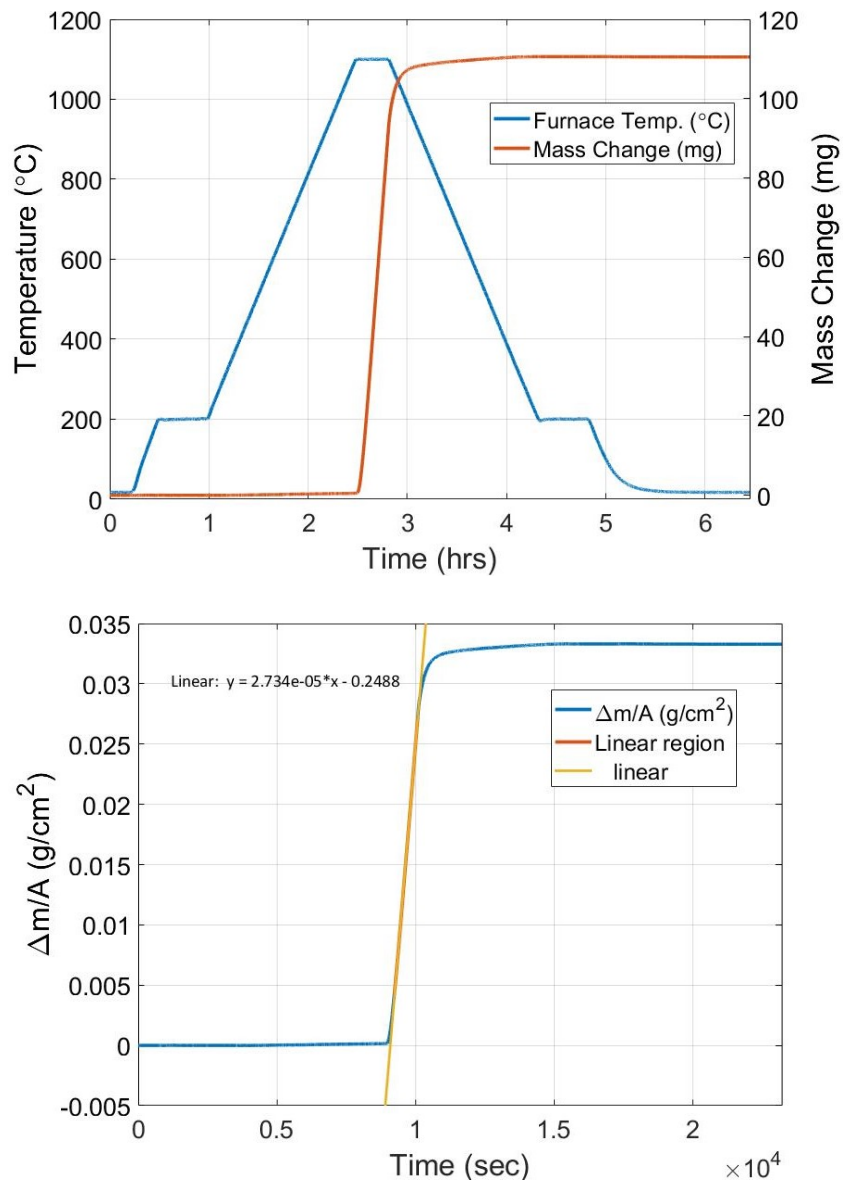 1200
1000
800
600
400
200
0
120
100
80
60
40
20
0
Temperature (°C)
Mass Change (mg)
Furnace Temp. (°C)
Mass Change (mg)
0 1 2 3 4 5 6
Time (hrs)
0.035
0.03
0.025
0.02
0.015
0.01
0.005
0
-0.005
Δm/A (g/cm²)
Linear: y = 2.734e-05*x - 0.2488
Δm/A (g/cm²)
Linear region
linear
0 0.5 1 1.5 2
Time (sec)
×10⁴